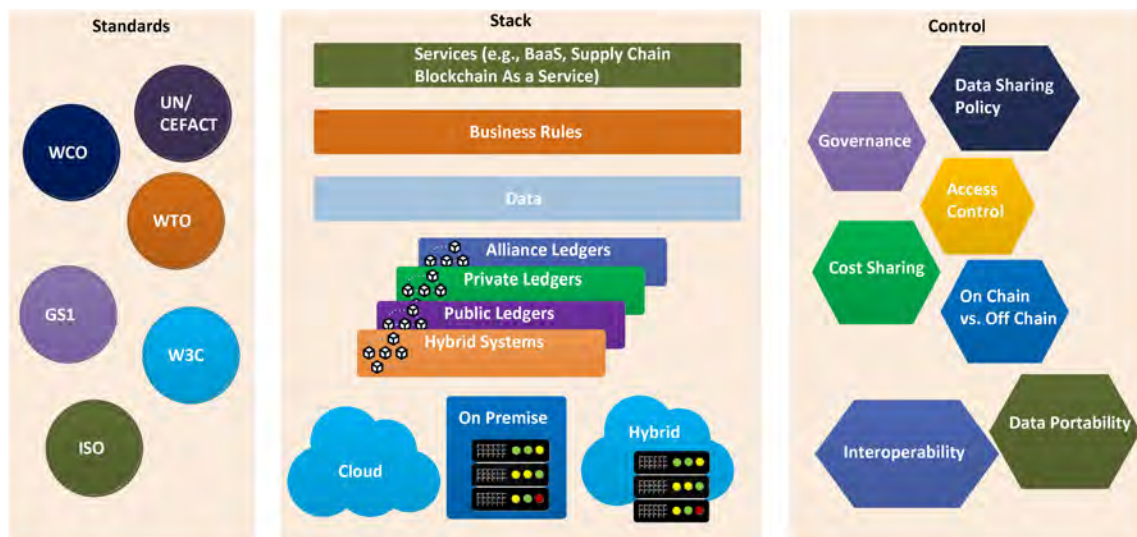 Standards
UN/
CEFACT
WCO
WTO
GS1
W3C
ISO
Stack
Services (e.g., BaaS, Supply Chain
Blockchain As a Service)
Business Rules
Data
Alliance Ledgers
Private Ledgers
Public Ledgers
Hybrid Systems
Cloud
On Premise
Hybrid
Control
Data Sharing
Policy
Governance
Access
Control
Cost Sharing
On Chain
vs. Off Chain
Data Portability
Interoperability